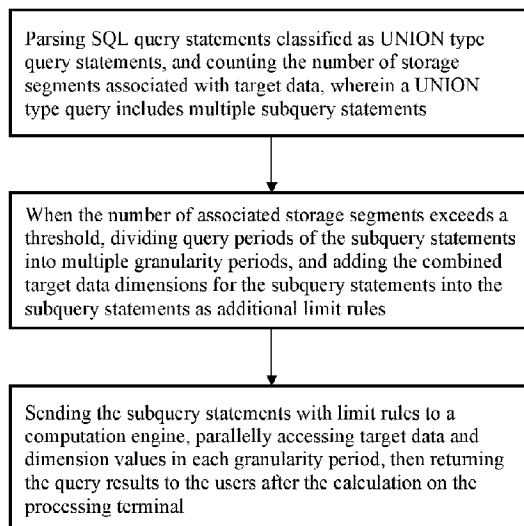 Parsing SQL query statements classified as UNION type
query statements, and counting the number of storage
segments associated with target data, wherein a UNION
type query includes multiple subquery statements
When the number of associated storage segments exceeds a
threshold, dividing query periods of the subquery statements
into multiple granularity periods, and adding the combined
target data dimensions for the subquery statements into the
subquery statements as additional limit rules
Sending the subquery statements with limit rules to a
computation engine, parallelly accessing target data and
dimension values in each granularity period, then returning
the query results to the users after the calculation on the
processing terminal